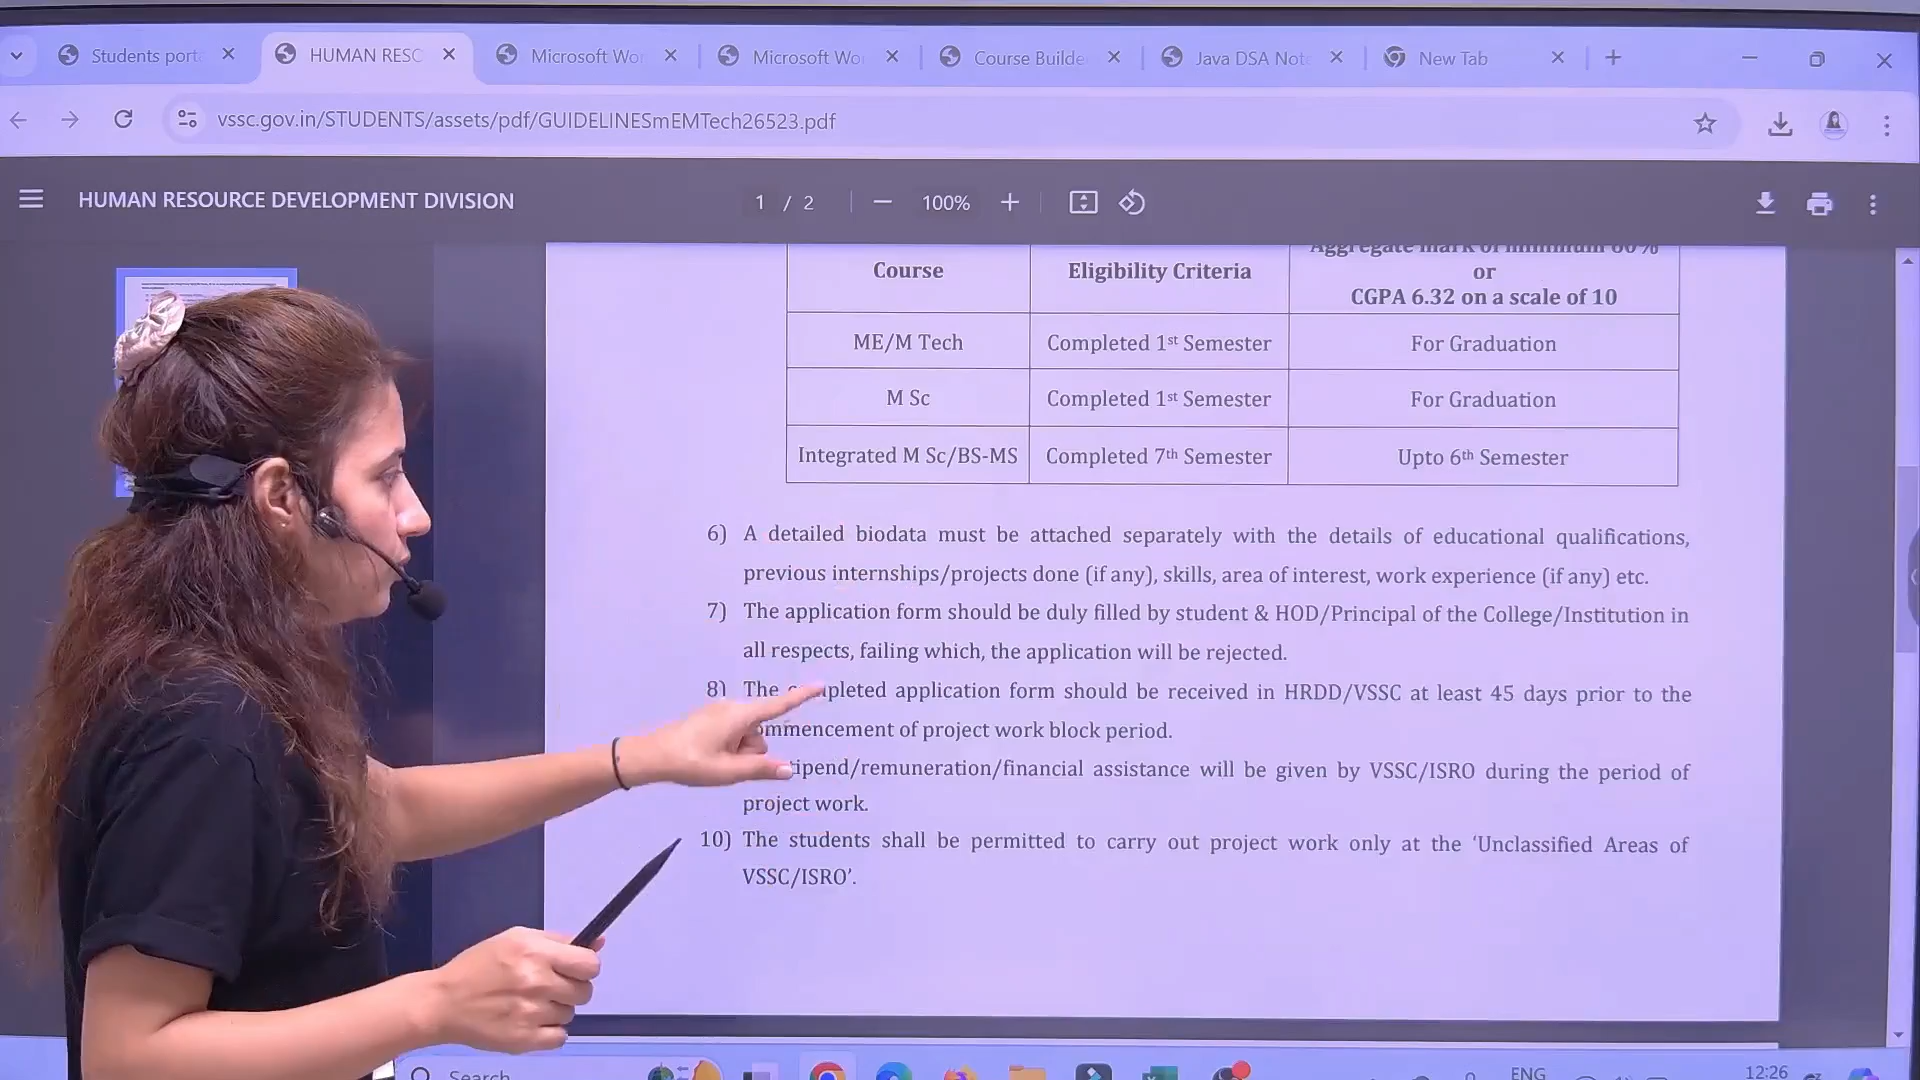 Students port
HUMAN RESC
Microsoft Wo
Microsoft Wo
Course Builde
Java DSA Not
New Tab
vssc.gov.in/STUDENTS/assets/pdf/GUIDELINESmEMTech26523.pdf
HUMAN RESOURCE DEVELOPMENT DIVISION
1 / 2
100%
Aggregate mark of minimum 60%
or
CGPA 6.32 on a scale of 10
Course
Eligibility Criteria
ME/M Tech
Completed 1st Semester
For Graduation
M Sc
Completed 1st Semester
For Graduation
Integrated M Sc/BS-MS
Completed 7th Semester
Upto 6th Semester
6) A detailed biodata must be attached separately with the details of educational qualifications,
previous internships/projects done (if any), skills, area of interest, work experience (if any) etc.
7) The application form should be duly filled by student & HOD/Principal of the College/Institution in
all respects, failing which, the application will be rejected.
8) The completed application form should be received in HRDD/VSSC at least 45 days prior to the
commencement of project work block period.
stipend/remuneration/financial assistance will be given by VSSC/ISRO during the period of
project work.
10) The students shall be permitted to carry out project work only at the ‘Unclassified Areas of
VSSC/ISRO’.
Search
ENG
12:26